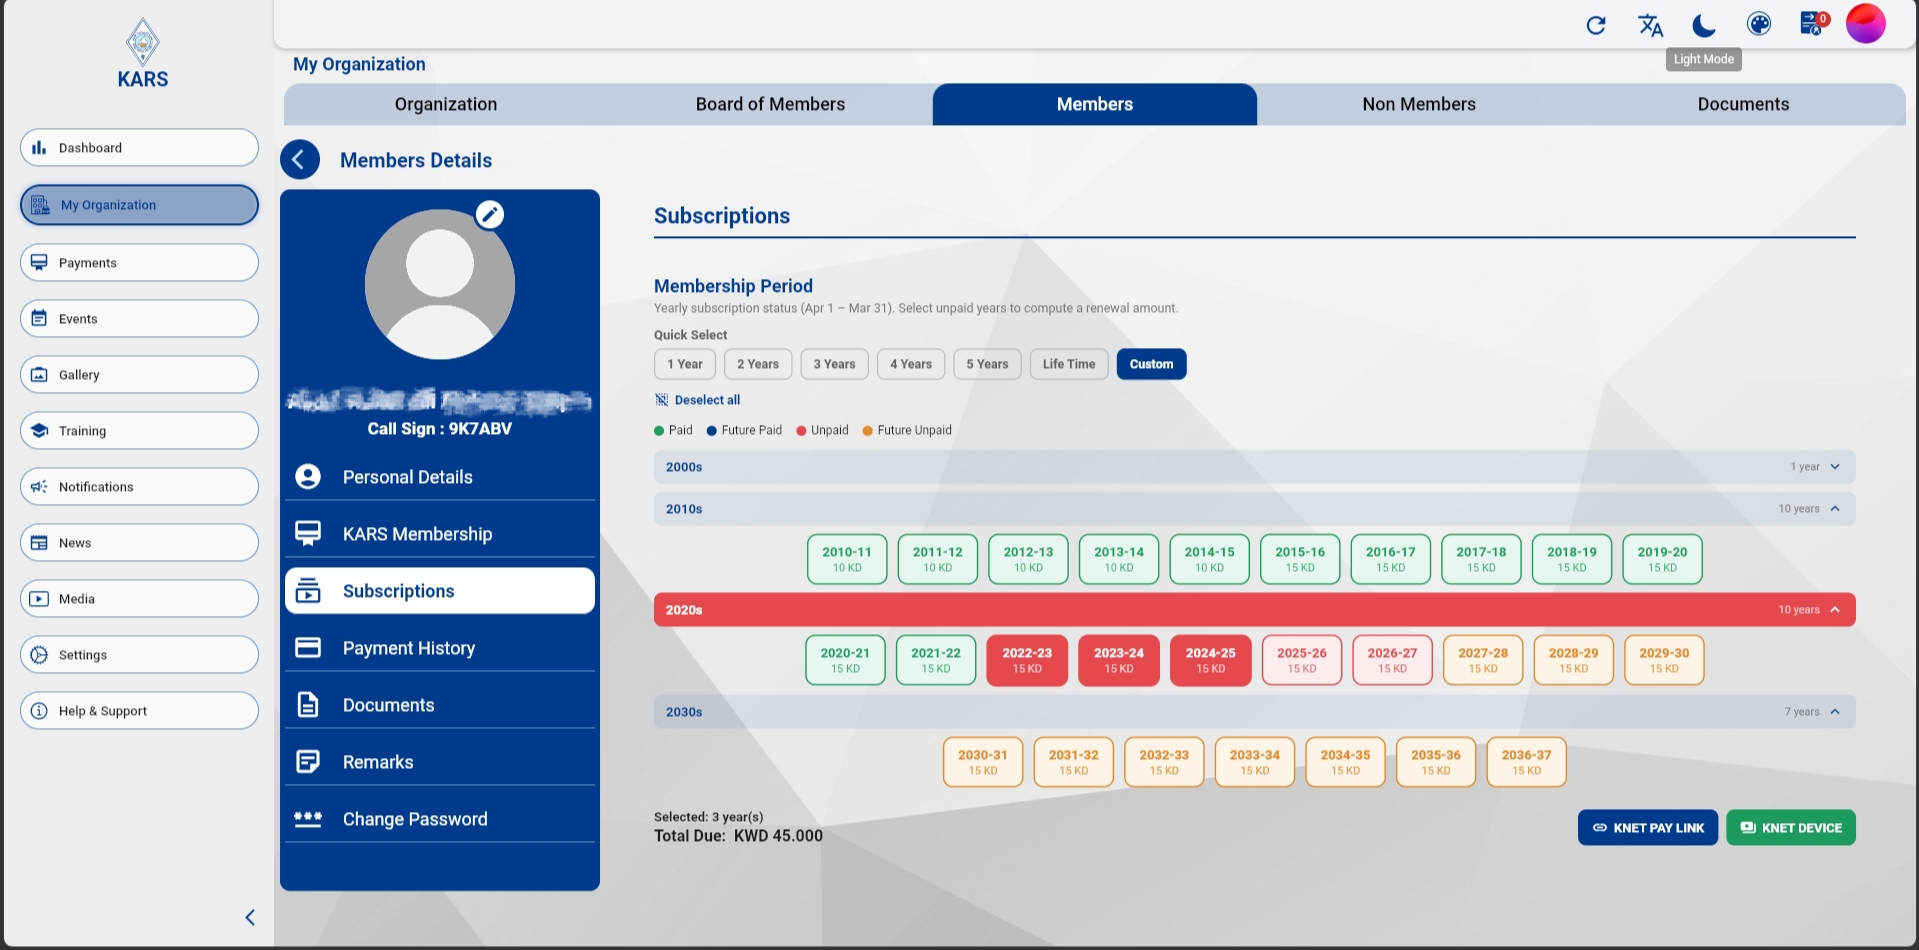 KARS
Dashboard
My Organization
Payments
Events
Gallery
Training
Notifications
News
Media
Settings
Help & Support
0
Light Mode
My Organization
Organization
Board of Members
Members
Non Members
Documents
Members Details
Call Sign : 9K7ABV
Personal Details
KARS Membership
Subscriptions
Payment History
Documents
Remarks
Change Password
Subscriptions
Membership Period
Yearly subscription status (Apr 1 – Mar 31). Select unpaid years to compute a renewal amount.
Quick Select
1 Year 2 Years 3 Years 4 Years 5 Years Life Time Custom
Deselect all
Paid Future Paid Unpaid Future Unpaid
2000s 1 year
2010s 10 years
2010-11 2011-12 2012-13 2013-14 2014-15 2015-16 2016-17 2017-18 2018-19 2019-20
10 KD 10 KD 10 KD 10 KD 10 KD 15 KD 15 KD 15 KD 15 KD 15 KD
2020s 10 years
2020-21 2021-22 2022-23 2023-24 2024-25 2025-26 2026-27 2027-28 2028-29 2029-30
15 KD 15 KD 15 KD 15 KD 15 KD 15 KD 15 KD 15 KD 15 KD 15 KD
2030s 7 years
2030-31 2031-32 2032-33 2033-34 2034-35 2035-36 2036-37
15 KD 15 KD 15 KD 15 KD 15 KD 15 KD 15 KD
Selected: 3 year(s)
Total Due: KWD 45.000
KNET PAY LINK
KNET DEVICE